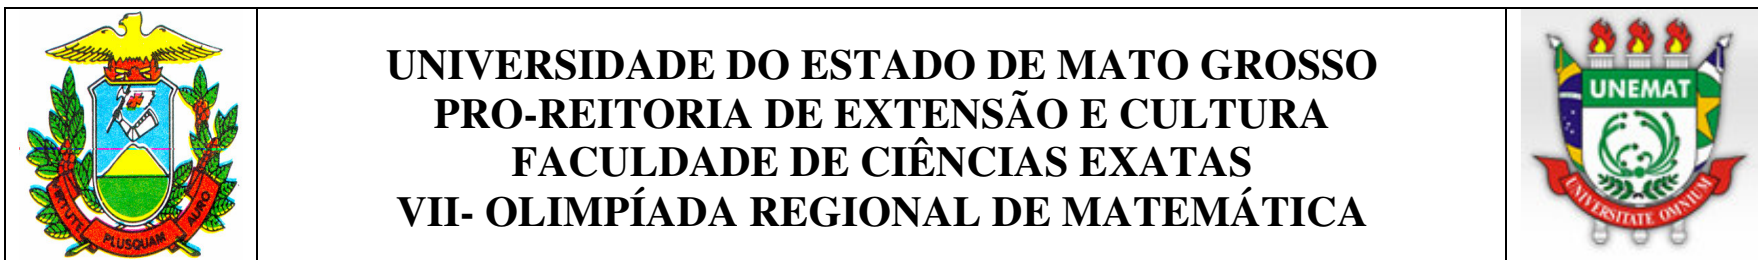 UNIVERSIDADE DO ESTADO DE MATO GROSSO
PRO-REITORIA DE EXTENSÃO E CULTURA
FACULDADE DE CIÊNCIAS EXATAS
VII- OLIMPÍADA REGIONAL DE MATEMÁTICA
VIRTUTE PLUSQUAM AURO
UNEMAT
UNIVERSITATE OMNIUM